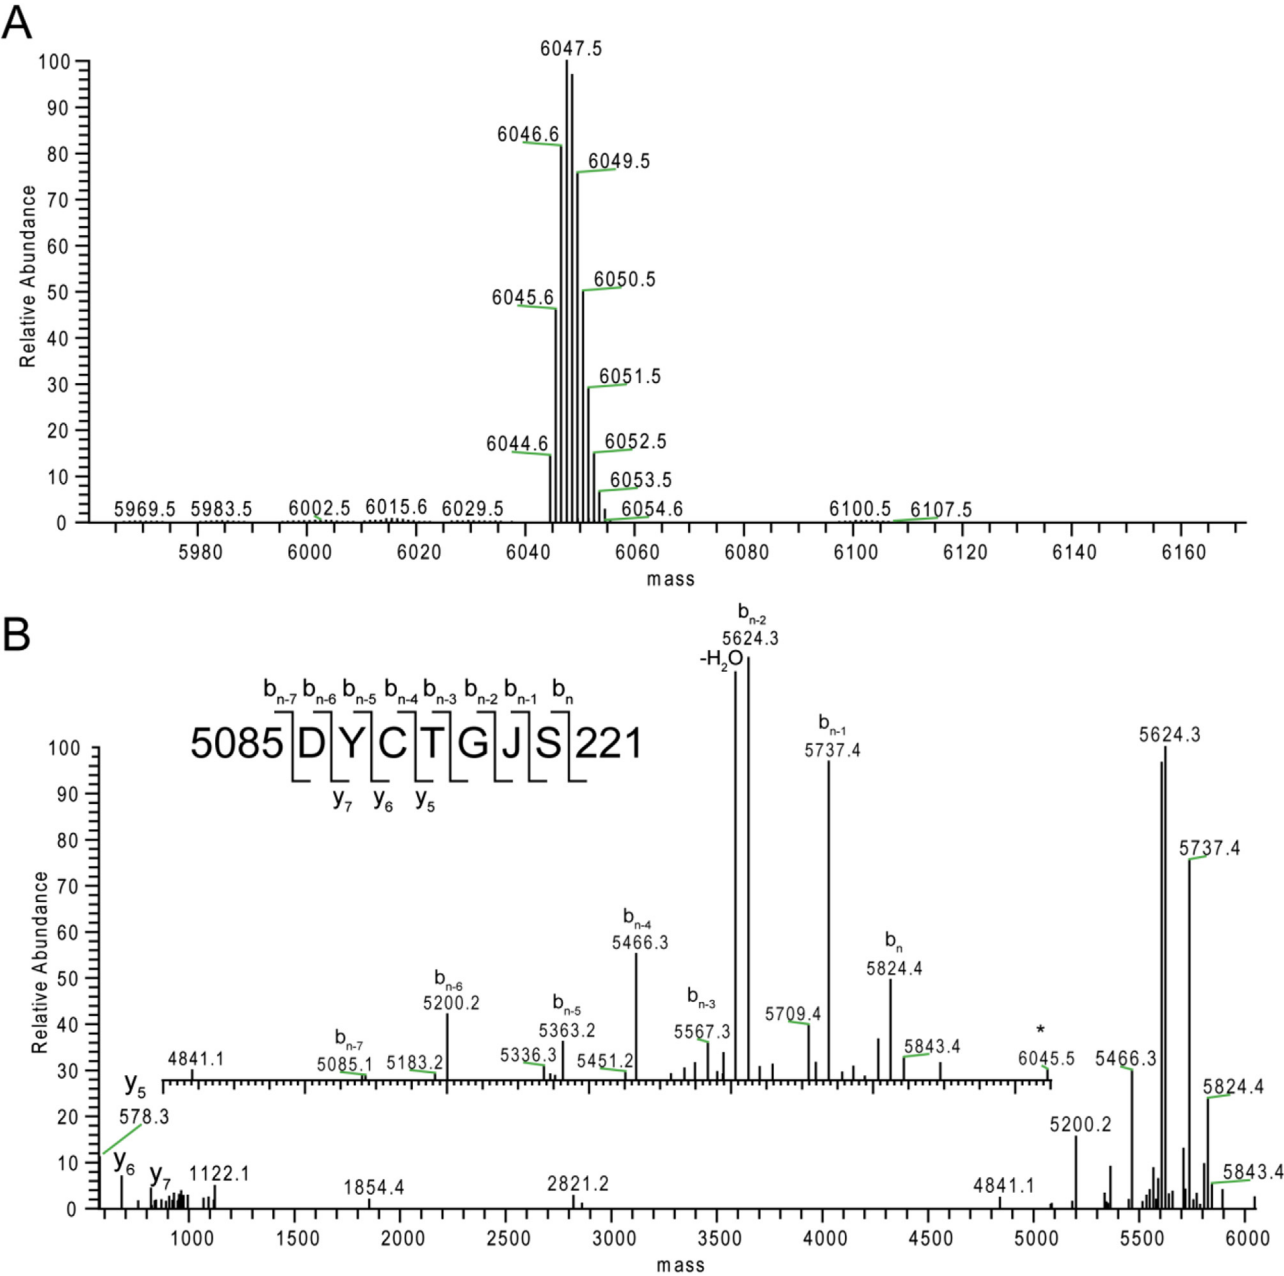 A
6047.5
100
90
6046.6
6049.5
80
70
60
6050.5
50
6045.6
40
6051.5
30
6044.6
6052.5
20
6053.5
10
5969.5 5983.5 6002.5 6015.6 6029.5 6054.6 6100.5 6107.5
0
5980 6000 6020 6040 6060 6080 6100 6120 6140 6160
mass
Relative Abundance
B
bn-2
5624.3
-H2O
bn-7 bn-6 bn-5 bn-4 bn-3 bn-2 bn-1 bn
5085DYCTGJS221
y7 y6 y5
bn-1
5737.4
100
5624.3
90
80
5737.4
70
60
bn-4
5466.3
50
bn-6
5200.2
bn
5824.4
40
bn-5
5363.2
bn-3
5567.3
5709.4
30
4841.1
bn-7
5085.1
5183.2
5336.3
5451.2
5843.4
*
6045.5
5466.3
5824.4
y5
578.3
20
5200.2
10
y6
y7
1122.1
1854.4
2821.2
4841.1
5843.4
0
1000 1500 2000 2500 3000 3500 4000 4500 5000 5500 6000
mass
Relative Abundance